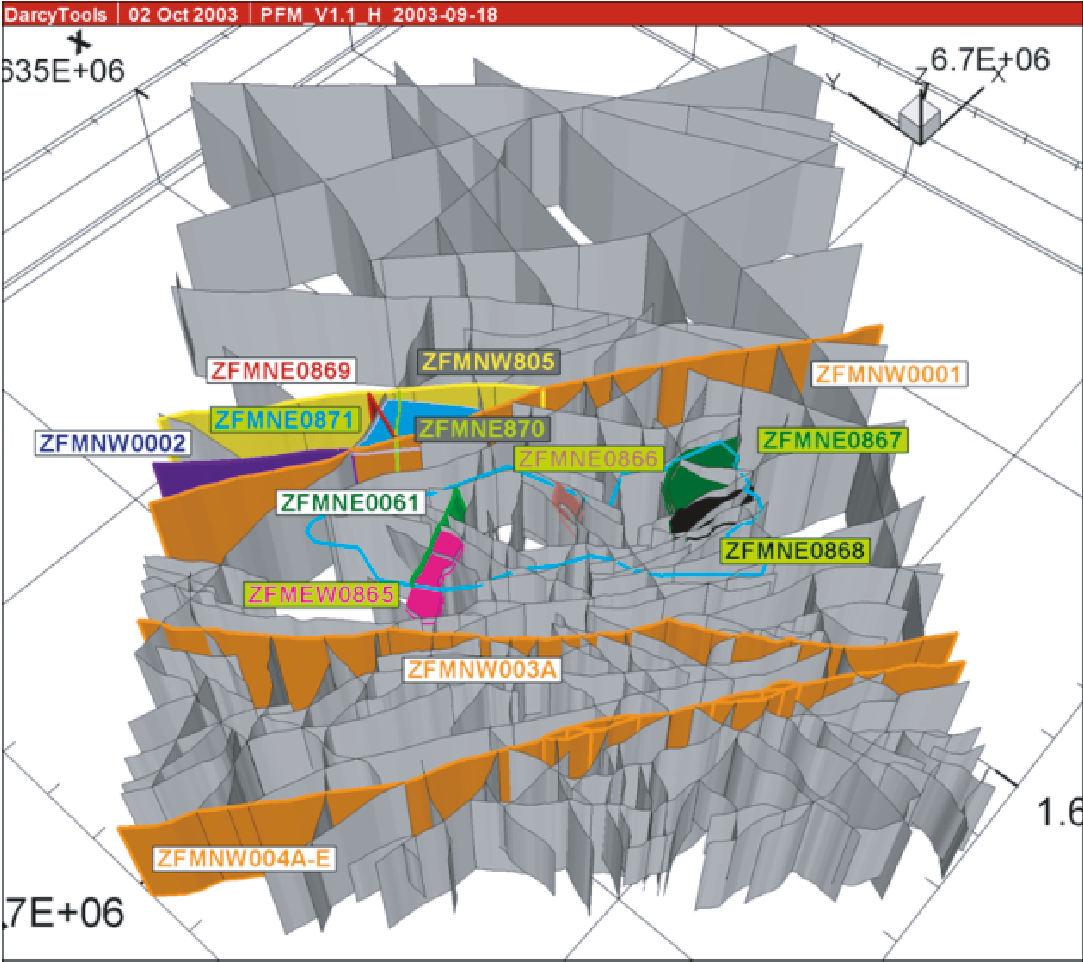 DarcyTools | 02 Oct 2003 | PFM_V1.1_H 2003-09-18
X
635E+06
6.7E+06
Y
Z
X
ZFMNE0869
ZFMNW805
ZFMNW0001
ZFMNE0871
ZFMNE870
ZFMNW0002
ZFMNE0866
ZFMNE0867
ZFMNE0061
ZFMNE0868
ZFMEW0865
ZFMNW003A
1.6
ZFMNW004A-E
7E+06